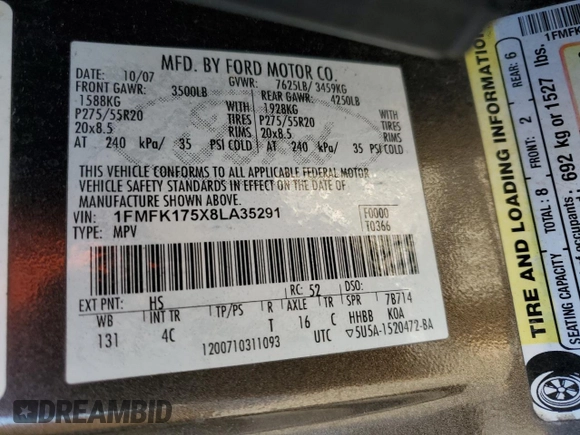 MFD. BY FORD MOTOR CO.
DATE: 10/07 GVWR: 7625LB/ 3459KG
FRONT GAWR: 3500LB REAR GAWR: 4250LB
1588KG WITH 1928KG WITH
P275/55R20 TIRES P275/55R20 TIRES
20x8.5 RIMS 20x8.5 RIMS
AT 240 kPa/ 35 PSI COLD AT 240 kPa/ 35 PSI COLD
THIS VEHICLE CONFORMS TO ALL APPLICABLE FEDERAL MOTOR
VEHICLE SAFETY STANDARDS IN EFFECT ON THE DATE OF
MANUFACTURE SHOWN ABOVE.
VIN: 1FMFK175X8LA35291 F0000
TYPE: MPV T0366
EXT PNT: HS RC: 52 DSO:
WB INT TR TP/PS R AXLE TR SPR 7B714
131 4C T 16 C HHBB K0A
1200710311093 UTC ▽5U5A-1520472-BA
Ford
TIRE AND LOADING INFORMATION
SEATING CAPACITY TOTAL: 8 FRONT: 2 REAR: 6
692 kg or 1527 lbs.
1FMFK
DREAMBID